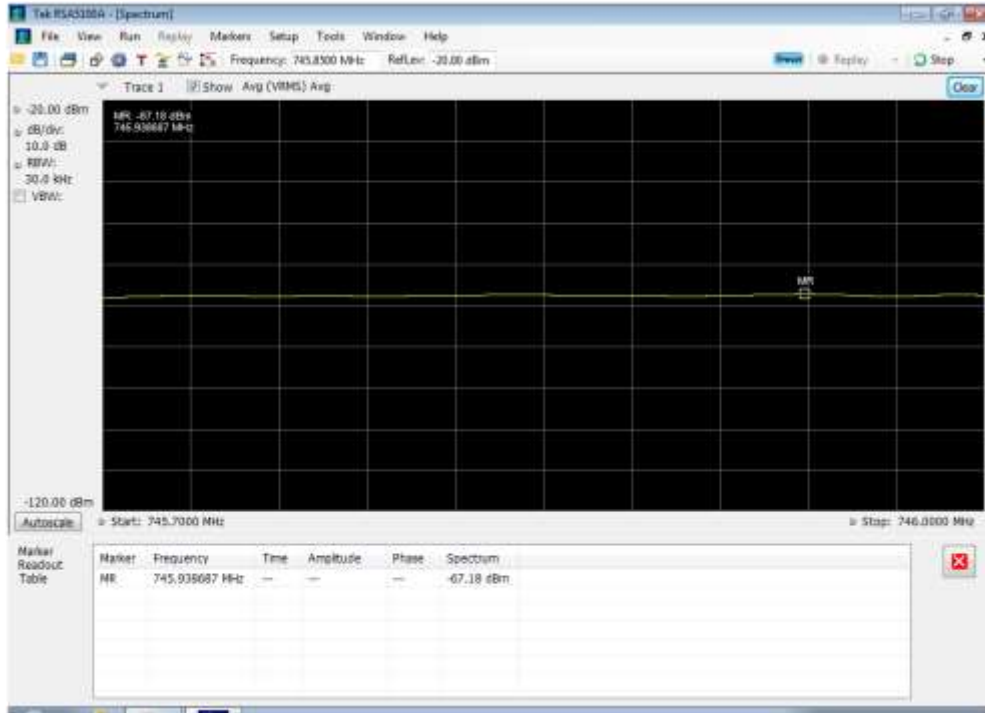 Tek RSA5100A - [Spectrum]
File View Run Replay Markers Setup Tools Window Help
Frequency: 745.8500 MHz RefLev: -20.00 dBm Preset Replay Stop
Trace 1 Show Avg (VRMS) Avg Clear
-20.00 dBm
dB/div:
10.0 dB
RBW:
30.0 kHz
VBW:
MR: -67.18 dBm
745.938687 MHz
MR
-120.00 dBm
Autoscale Start: 745.7000 MHz Stop: 746.0000 MHz
Marker
Readout
Table
Marker Frequency Time Amplitude Phase Spectrum
MR 745.938687 MHz --- --- --- -67.18 dBm